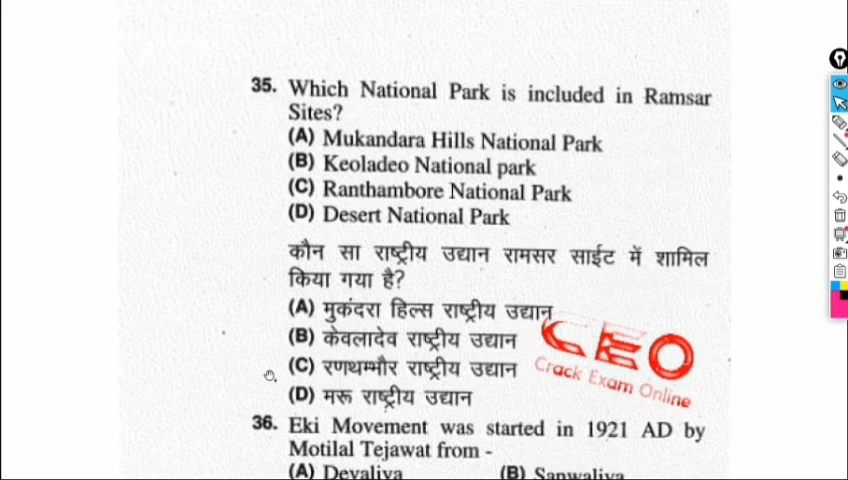 35. Which National Park is included in Ramsar
Sites?
(A) Mukandara Hills National Park
(B) Keoladeo National park
(C) Ranthambore National Park
(D) Desert National Park
कौन सा राष्ट्रीय उद्यान रामसर साईट में शामिल
किया गया है?
(A) मुकंदरा हिल्स राष्ट्रीय उद्यान
(B) केवलादेव राष्ट्रीय उद्यान
(C) रणथम्भौर राष्ट्रीय उद्यान
(D) मरू राष्ट्रीय उद्यान
CEO
Crack Exam Online
36. Eki Movement was started in 1921 AD by
Motilal Tejawat from -
(A) Devaliya (B) Sanwaliya